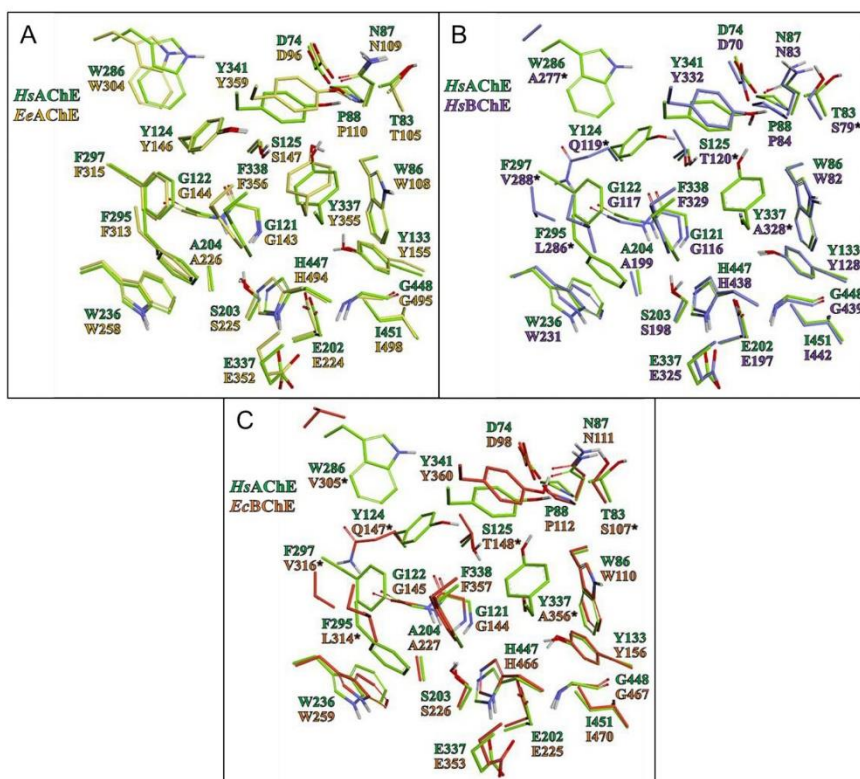 A
HsAChE
EeAChE
W286
W304
Y341
Y359
D74
D96
N87
N109
Y124
Y146
S125
S147
P88
P110
T83
T105
F297
F315
G122
G144
F338
F356
W86
W108
Y337
Y355
F295
F313
G121
G143
Y133
Y155
A204
A226
H447
H494
G448
G495
W236
W258
S203
S225
I451
I498
E202
E224
E337
E352
B
HsAChE
HsBChE
W286
A277*
Y341
Y332
D74
D70
N87
N83
T83
S79*
Y124
Q119*
S125
T120*
P88
P84
F297
V288*
G122
G117
F338
F329
W86
W82
Y337
A328*
F295
L286*
G121
G116
Y133
Y128
A204
A199
H447
H438
G448
G439
W236
W231
S203
S198
I451
I442
E202
E197
E337
E325
C
HsAChE
EcBChE
W286
V305*
Y341
Y360
D74
D98
N87
N111
Y124
Q147*
S125
T148*
P88
P112
T83
S107*
F297
V316*
G122
G145
F338
F357
W86
W110
Y337
A356*
F295
L314*
G121
G144
Y133
Y156
A204
A227
H447
H466
G448
G467
W236
W259
S203
S226
I451
I470
E202
E225
E337
E353